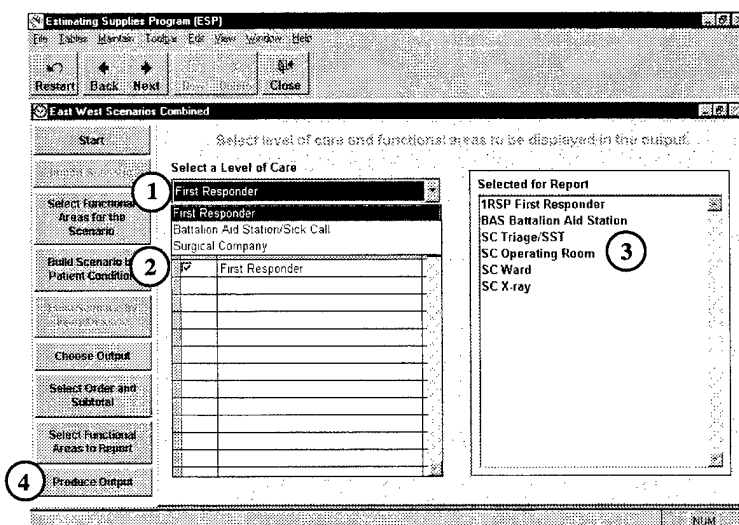 Estimating Supplies Program (ESP)
File Tables Maintain Toolbar Edit View Window Help
Restart Back Next Close
East West Scenarios Combined
Start
Select level of care and functional areas to be displayed in the output.
Select a Level of Care
1
First Responder
First Responder
Battalion Aid Station/Sick Call
Surgical Company
2
First Responder
Selected for Report
1RSP First Responder
BAS Battalion Aid Station
SC Triage/SST
SC Operating Room
SC Ward
SC X-ray
3
Select Functional
Areas for the
Scenario
Build Scenario
Patient Condition
Choose Output
Select Order and
Subtotal
Select Functional
Areas to Report
4
Produce Output
NUM